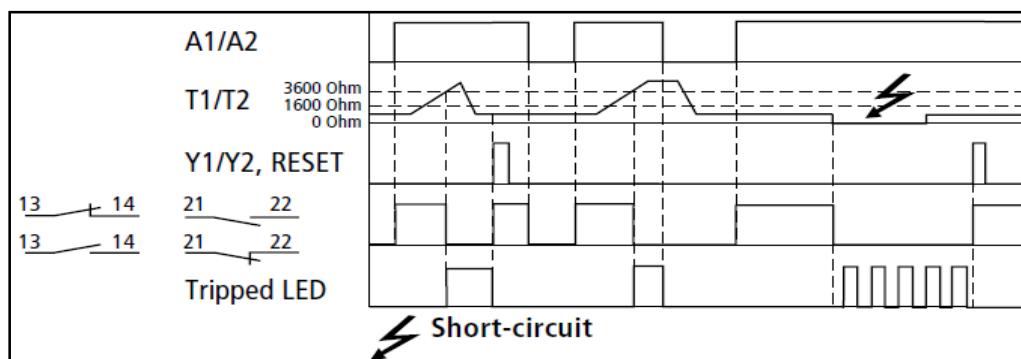 A1/A2
T1/T2
3600 Ohm
1600 Ohm
0 Ohm
Y1/Y2, RESET
13 14 21 22
13 14 21 22
Tripped LED
Short-circuit